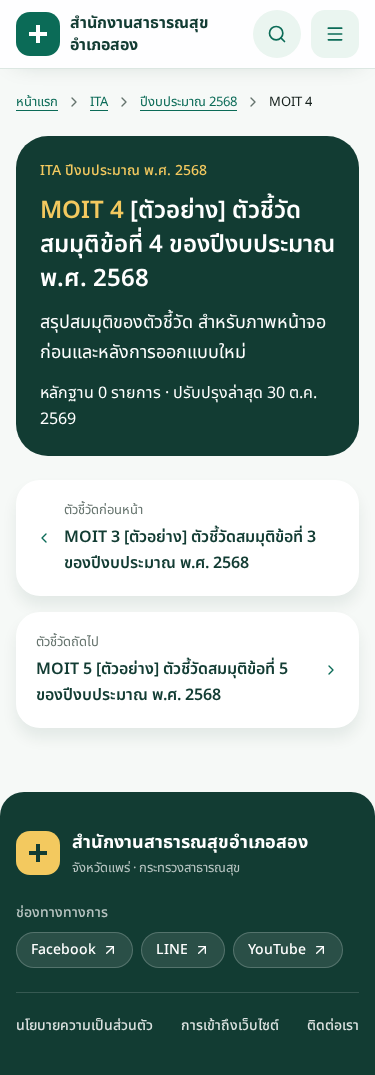 สำนักงานสาธารณสุข
อำเภอสอง
หน้าแรก > ITA > ปีงบประมาณ 2568 > MOIT 4
ITA ปีงบประมาณ พ.ศ. 2568
MOIT 4 [ตัวอย่าง] ตัวชี้วัด
สมมุติข้อที่ 4 ของปีงบประมาณ
พ.ศ. 2568
สรุปสมมุติของตัวชี้วัด สำหรับภาพหน้าจอ
ก่อนและหลังการออกแบบใหม่
หลักฐาน 0 รายการ · ปรับปรุงล่าสุด 30 ต.ค.
2569
ตัวชี้วัดก่อนหน้า
MOIT 3 [ตัวอย่าง] ตัวชี้วัดสมมุติข้อที่ 3
ของปีงบประมาณ พ.ศ. 2568
ตัวชี้วัดถัดไป
MOIT 5 [ตัวอย่าง] ตัวชี้วัดสมมุติข้อที่ 5
ของปีงบประมาณ พ.ศ. 2568
สำนักงานสาธารณสุขอำเภอสอง
จังหวัดแพร่ · กระทรวงสาธารณสุข
ช่องทางทางการ
Facebook LINE YouTube
นโยบายความเป็นส่วนตัว การเข้าถึงเว็บไซต์ ติดต่อเรา